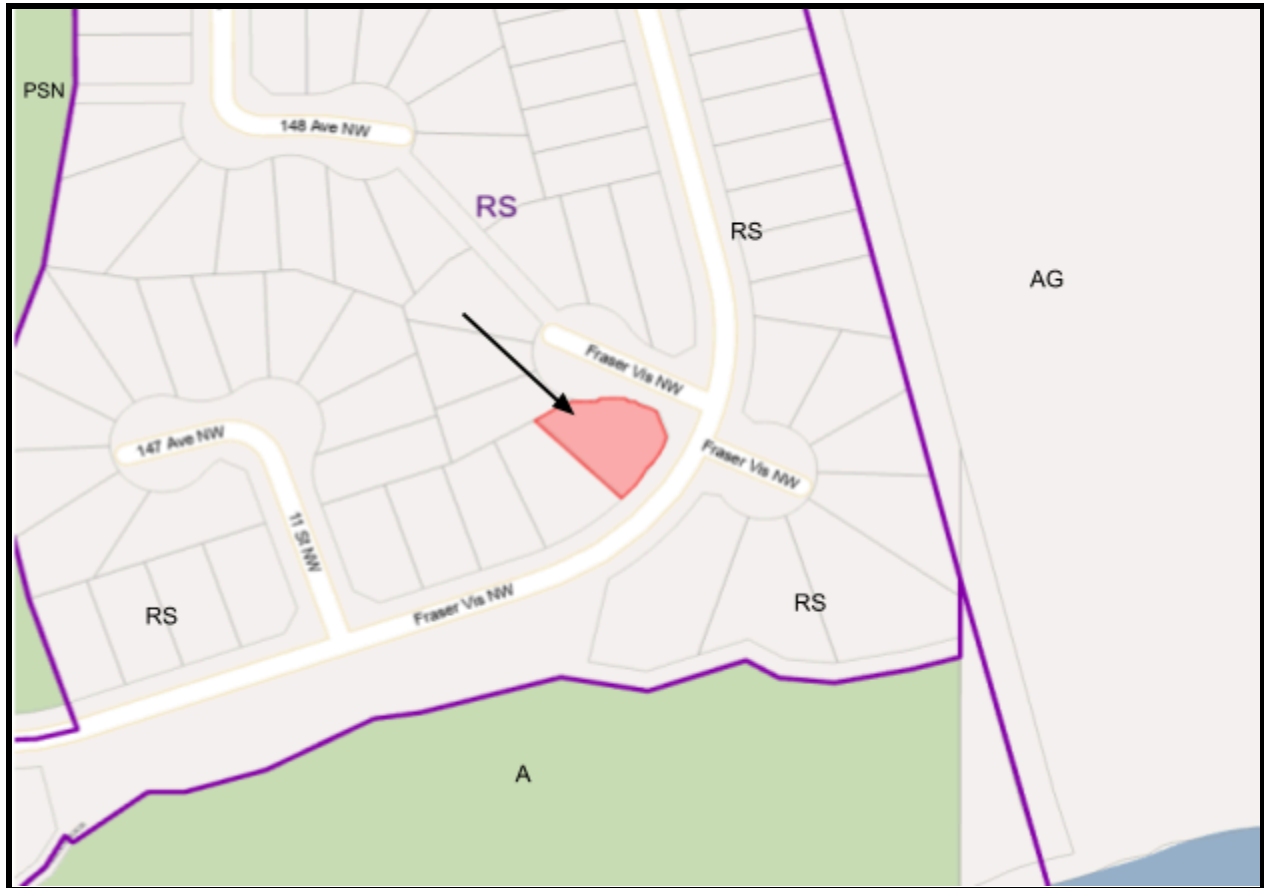 PSN
148 Ave NW
RS
RS
AG
Fraser Vis NW
147 Ave NW
Fraser Vis NW
11 St NW
Fraser Vis NW
RS
RS
A